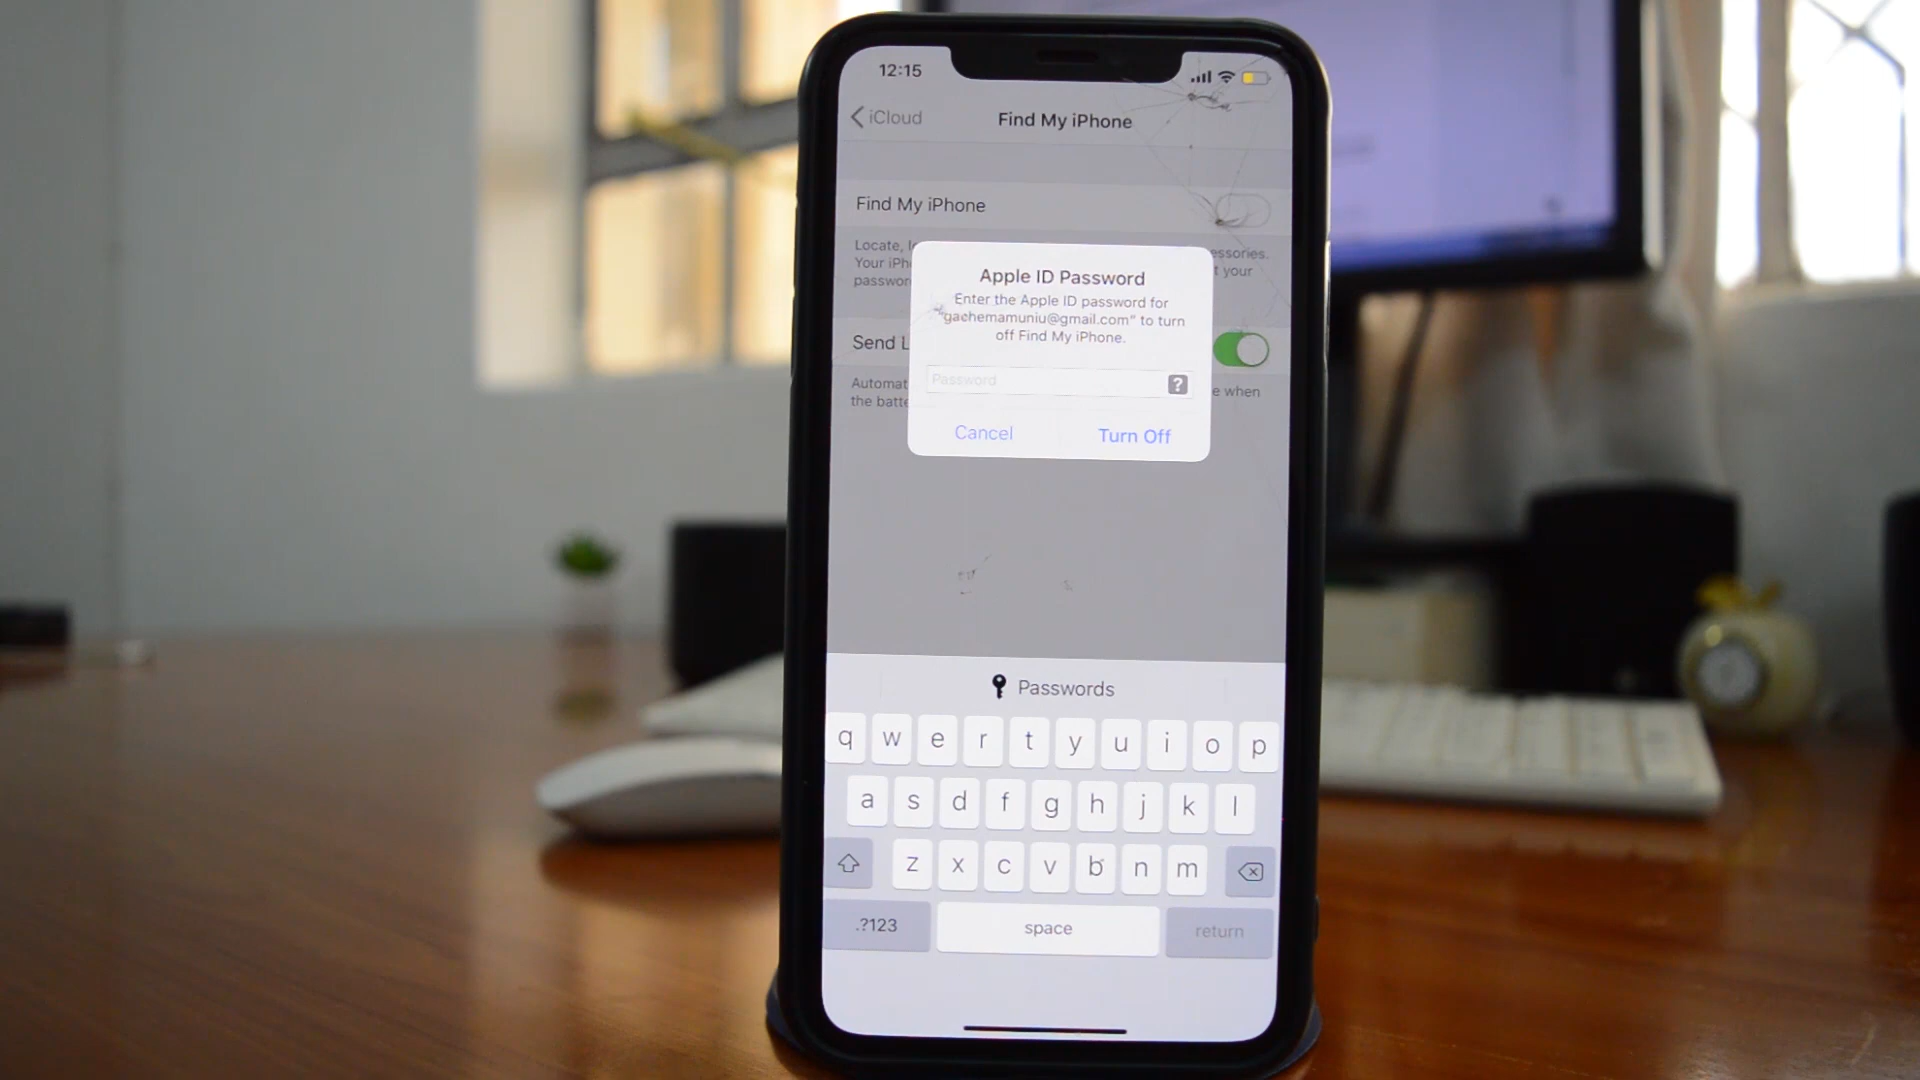 12:15
iCloud
Find My iPhone
Find My iPhone
Locate, essories.
Your iPh t your
passwor
Apple ID Password
Enter the Apple ID password for
"gachemamuniu@gmail.com" to turn
off Find My iPhone.
Send L
Password ?
Automat e when
the batte
Cancel Turn Off
Passwords
q w e r t y u i o p
a s d f g h j k l
z x c v b n m
.?123 space return